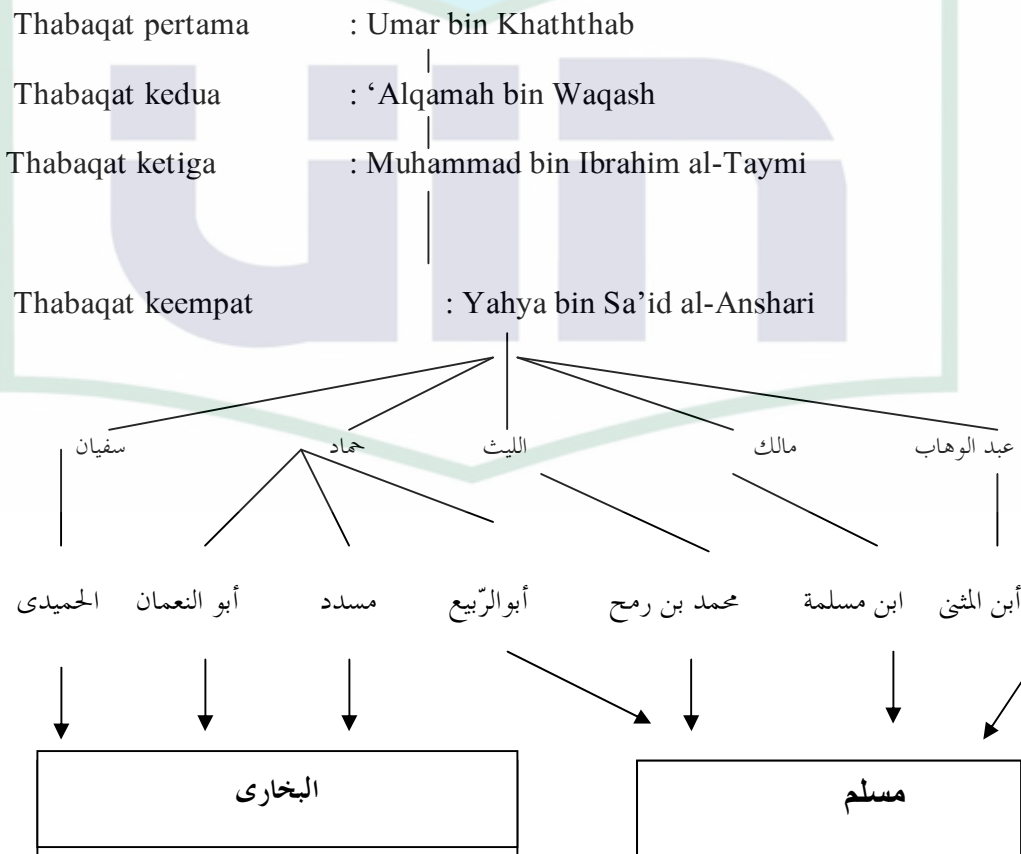 Thabaqat pertama : Umar bin Khaththab
Thabaqat kedua : ‘Alqamah bin Waqash
Thabaqat ketiga : Muhammad bin Ibrahim al-Taymi
Thabaqat keempat : Yahya bin Sa’id al-Anshari
عبد الوهاب مالك الليث حماد سفيان
أبن المثنى ابن مسلمة محمد بن رمح أبوالرّبيع مسدد أبو النعمان الحميدى
مسلم البخارى
uin